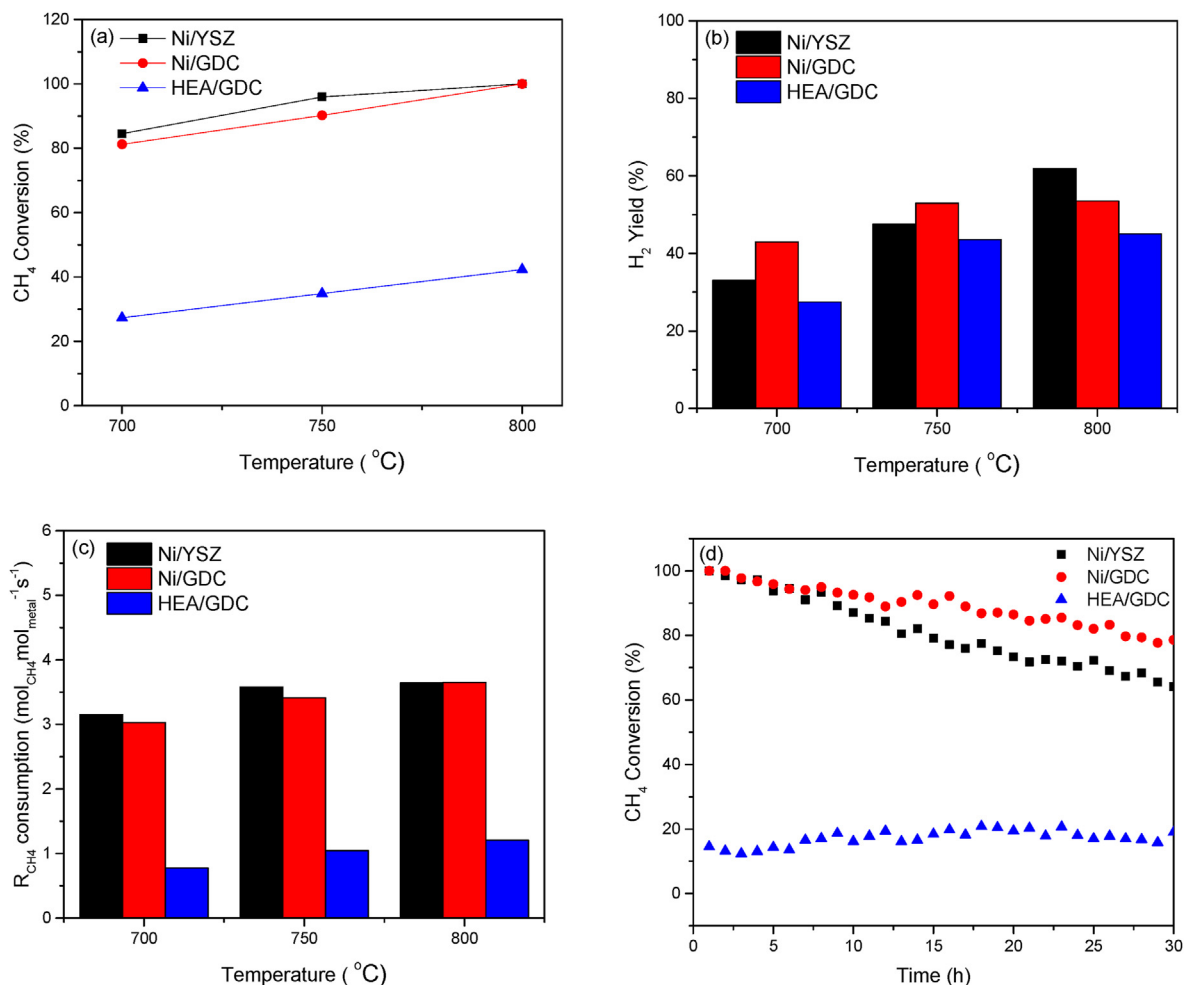 (a)
Ni/YSZ
Ni/GDC
HEA/GDC
120
100
80
60
40
20
0
CH₄ Conversion (%)
700
750
800
Temperature ( °C)
(b)
Ni/YSZ
Ni/GDC
HEA/GDC
100
80
60
40
20
0
H₂ Yield (%)
700
750
800
Temperature ( °C)
(c)
Ni/YSZ
Ni/GDC
HEA/GDC
6
5
4
3
2
1
0
R_CH4 consumption (mol_CH4 mol_metal⁻¹s⁻¹)
700
750
800
Temperature ( °C)
(d)
Ni/YSZ
Ni/GDC
HEA/GDC
100
80
60
40
20
0
CH₄ Conversion (%)
0
5
10
15
20
25
30
Time (h)